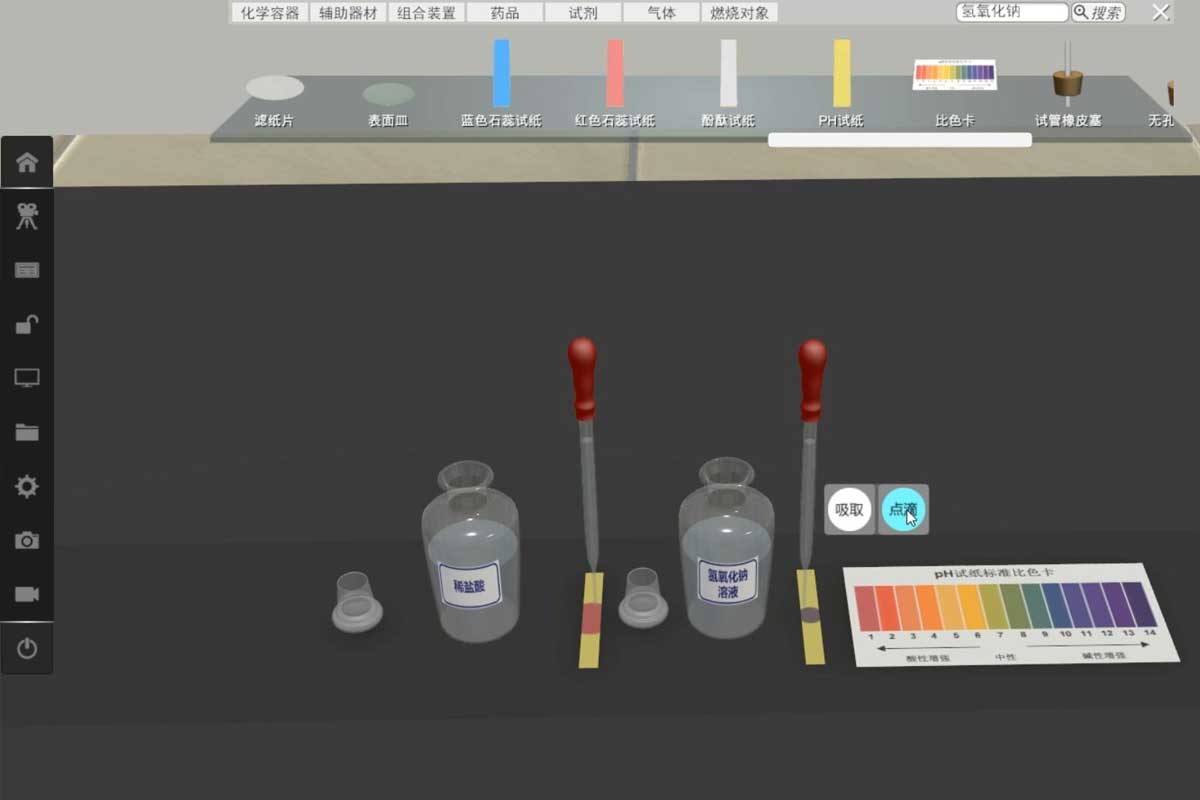 化学容器 辅助器材 组合装置 药品 试剂 气体 燃烧对象 氢氧化钠 搜索
滤纸片 表面皿 蓝色石蕊试纸 红色石蕊试纸 酚酞试纸 PH试纸 比色卡 试管橡皮塞 无孔
吸取 点滴
稀盐酸
氢氧化钠
溶液
pH试纸标准比色卡
1 2 3 4 5 6 7 8 9 10 11 12 13 14
酸性增强 中性 碱性增强